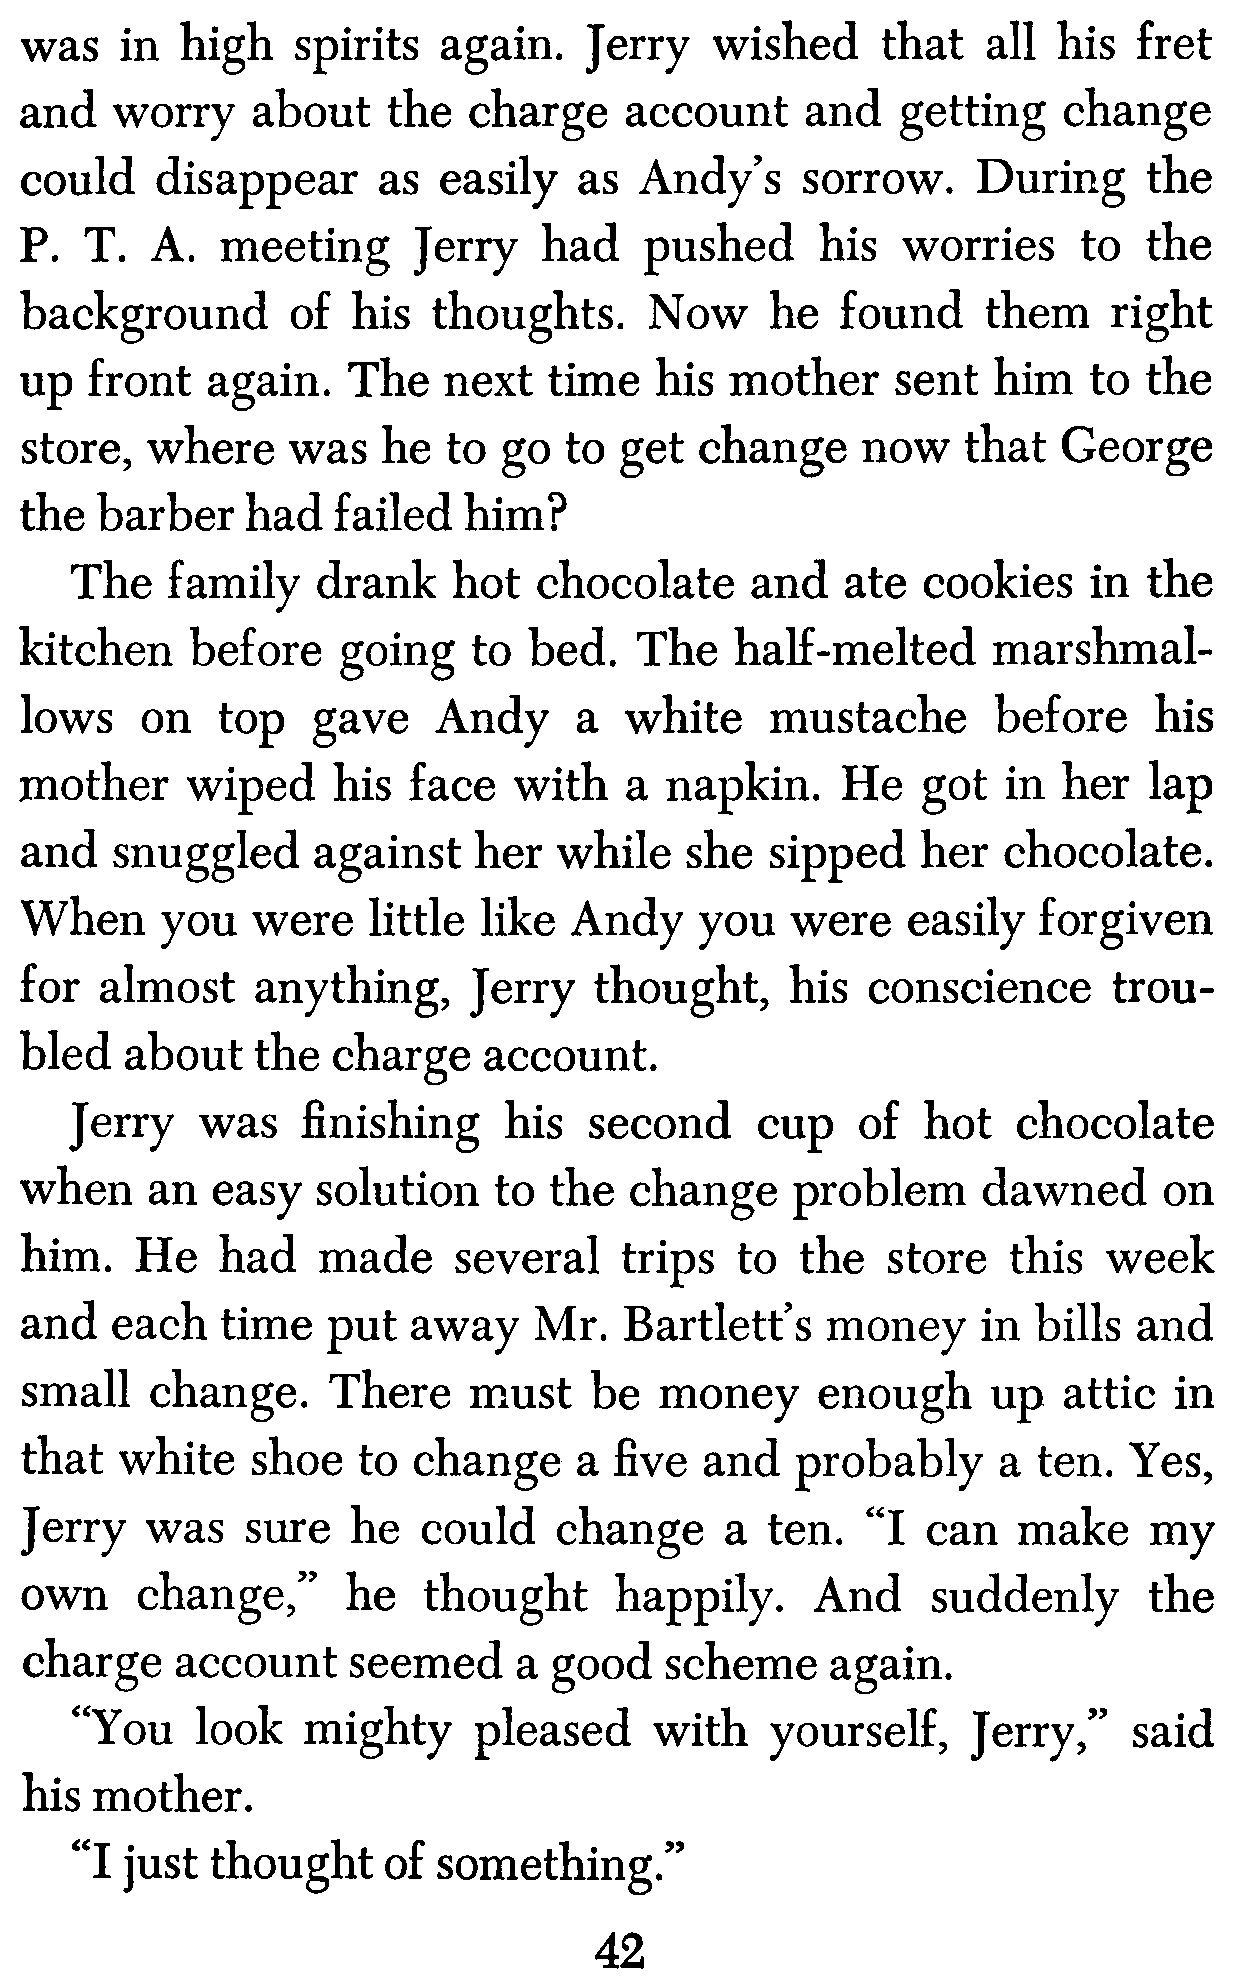 was in high spirits again. Jerry wished that all his fret
and worry about the charge account and getting change
could disappear as easily as Andy's sorrow. During the
P. T. A. meeting Jerry had pushed his worries to the
background of his thoughts. Now he found them right
up front again. The next time his mother sent him to the
store, where was he to go to get change now that George
the barber had failed him?
The family drank hot chocolate and ate cookies in the
kitchen before going to bed. The half-melted marshmal-
lows on top gave Andy a white mustache before his
mother wiped his face with a napkin. He got in her lap
and snuggled against her while she sipped her chocolate.
When you were little like Andy you were easily forgiven
for almost anything, Jerry thought, his conscience trou-
bled about the charge account.
Jerry was finishing his second cup of hot chocolate
when an easy solution to the change problem dawned on
him. He had made several trips to the store this week
and each time put away Mr. Bartlett's money in bills and
small change. There must be money enough up attic in
that white shoe to change a five and probably a ten. Yes,
Jerry was sure he could change a ten. “I can make my
own change,” he thought happily. And suddenly the
charge account seemed a good scheme again.
“You look mighty pleased with yourself, Jerry,” said
his mother.
“I just thought of something.”
42